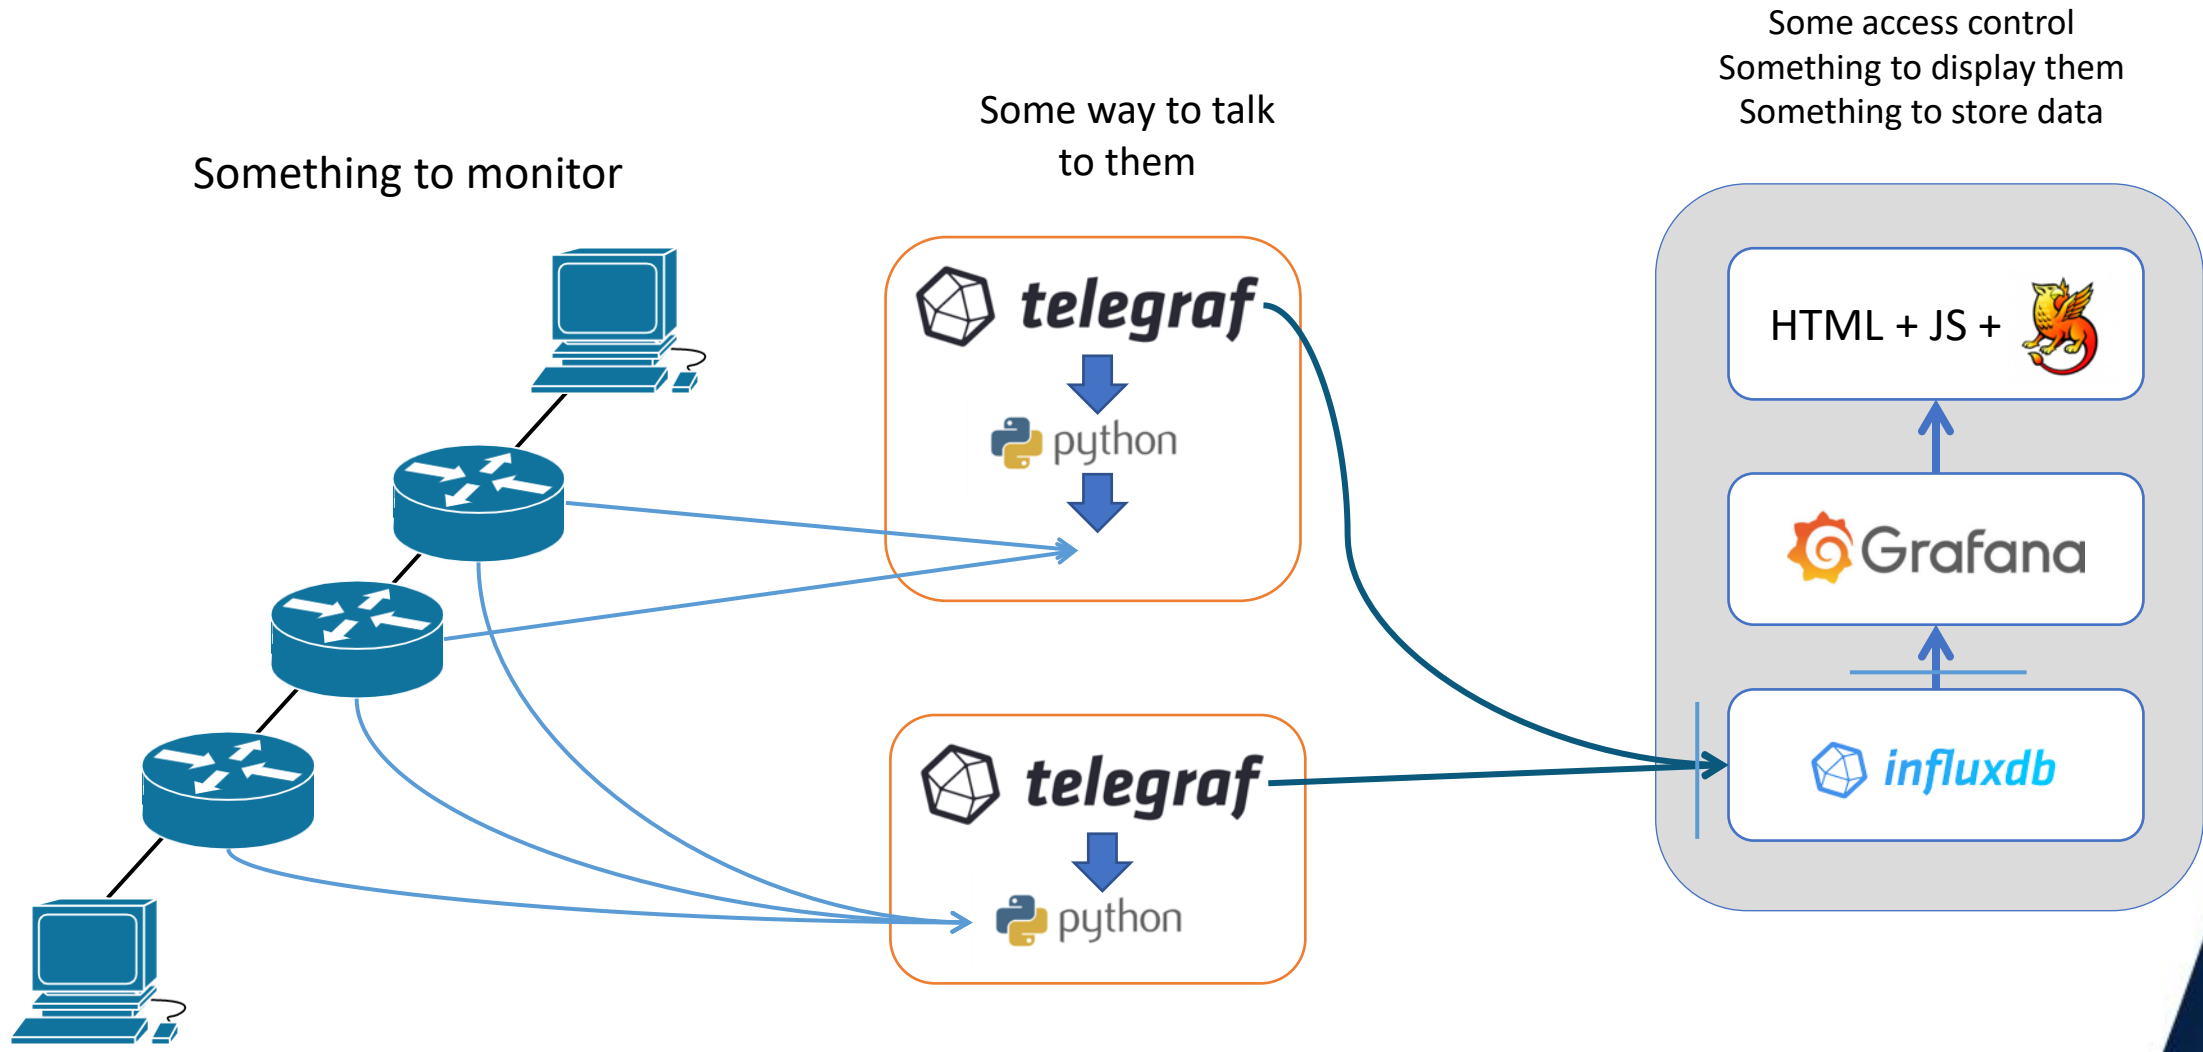 Some access control
Something to display them
Something to store data
Some way to talk
to them
Something to monitor
telegraf
python
HTML + JS +
Grafana
telegraf
python
influxdb